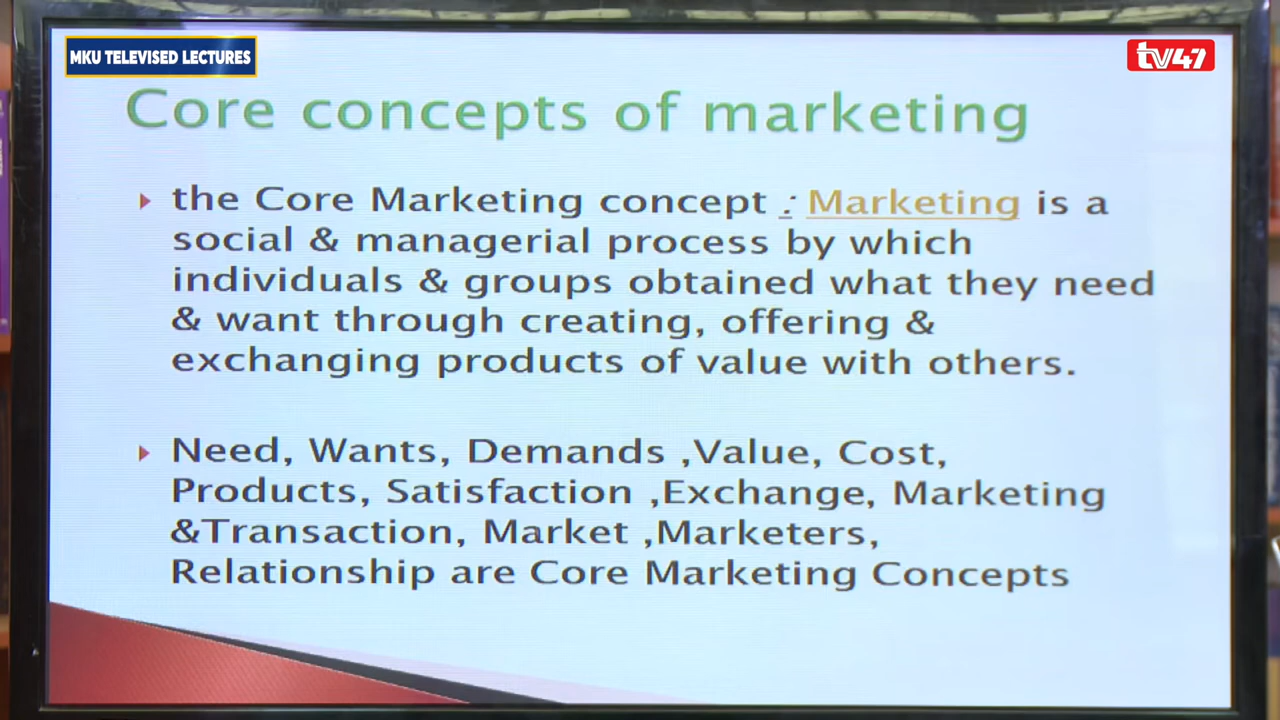 MKU TELEVISED LECTURES
tv47
Core concepts of marketing
the Core Marketing concept : Marketing is a
social & managerial process by which
individuals & groups obtained what they need
& want through creating, offering &
exchanging products of value with others.
Need, Wants, Demands ,Value, Cost,
Products, Satisfaction ,Exchange, Marketing
&Transaction, Market ,Marketers,
Relationship are Core Marketing Concepts